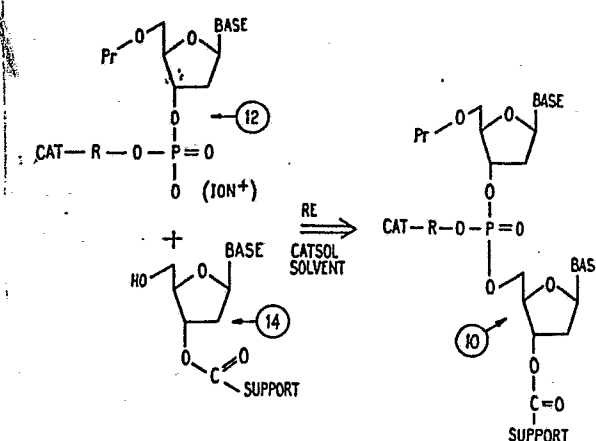 BASE
O
O
Pr
O
12
CAT—R—O—P=O
O (ION⁺)
+
RE
CATSOL
SOLVENT
BASE
HO
O
14
O
O
C
SUPPORT
BASE
O
O
Pr
O
CAT—R—O—P=O
O
BAS
O
10
O
C=O
SUPPORT